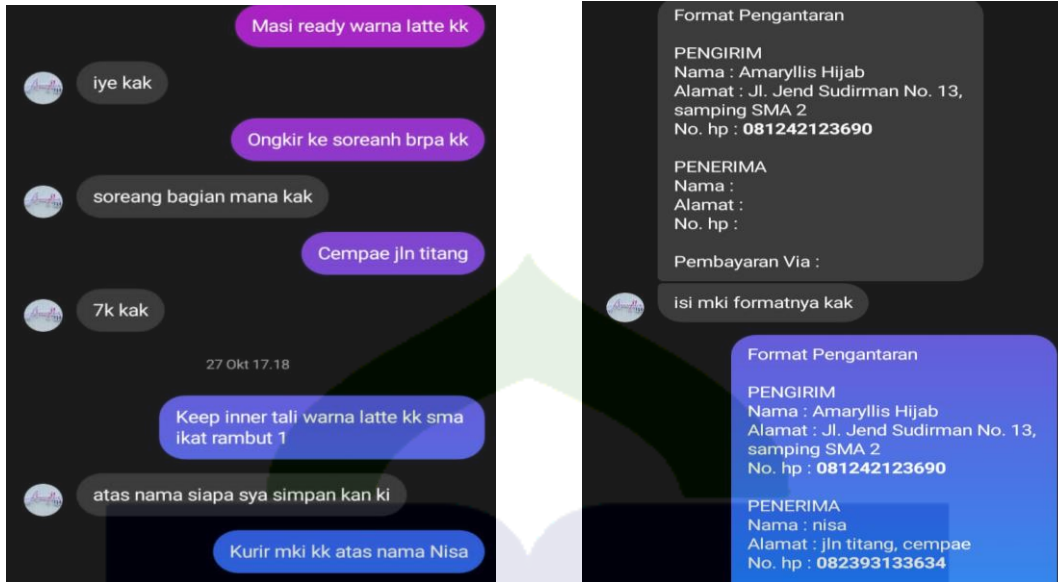 Masi ready warna latte kk
iye kak
Ongkir ke soreanh brpa kk
soreang bagian mana kak
Cempae jln titang
7k kak
27 Okt 17.18
Keep inner tali warna latte kk sma
ikat rambut 1
atas nama siapa sya simpan kan ki
Kurir mki kk atas nama Nisa
Format Pengantaran
PENGIRIM
Nama : Amaryllis Hijab
Alamat : Jl. Jend Sudirman No. 13,
samping SMA 2
No. hp : 081242123690
PENERIMA
Nama :
Alamat :
No. hp :
Pembayaran Via :
isi mki formatnya kak
Format Pengantaran
PENGIRIM
Nama : Amaryllis Hijab
Alamat : Jl. Jend Sudirman No. 13,
samping SMA 2
No. hp : 081242123690
PENERIMA
Nama : nisa
Alamat : jln titang, cempae
No. hp : 082393133634